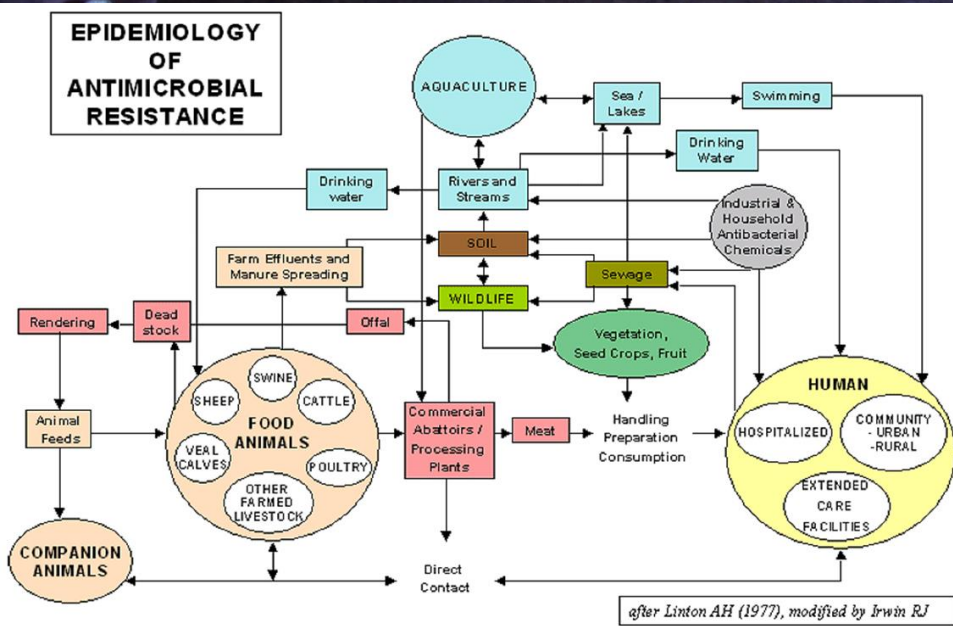 EPIDEMIOLOGY
OF
ANTIMICROBIAL
RESISTANCE
AQUACULTURE
Sea /
Lakes
Swimming
Drinking
Water
Drinking
water
Rivers and
Streams
Industrial &
Household
Antibacterial
Chemicals
SOIL
Farm Effluents and
Manure Spreading
Sewage
WILDLIFE
Rendering
Dead
stock
Offal
Vegetation,
Seed Crops, Fruit
Animal
Feeds
SWINE
SHEEP
CATTLE
FOOD
ANIMALS
VEAL
CALVES
POULTRY
OTHER
FARMED
LIVESTOCK
Commercial
Abattoirs /
Processing
Plants
Meat
Handling
Preparation
Consumption
HUMAN
HOSPITALIZED
COMMUNITY
- URBAN
-RURAL
EXTENDED
CARE
FACILITIES
COMPANION
ANIMALS
Direct
Contact
after Linton AH (1977), modified by Irwin RJ